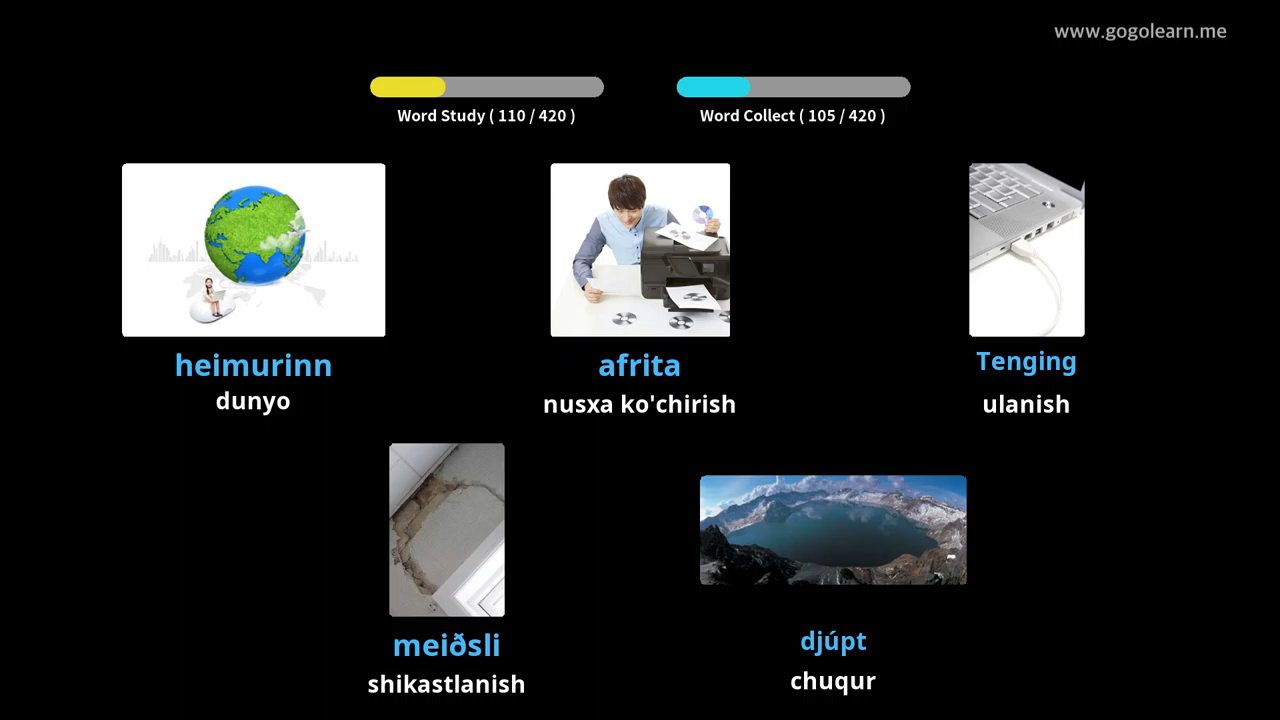 www.gogolearn.me
Word Study ( 110 / 420 )
Word Collect ( 105 / 420 )
heimurinn
dunyo
afrita
nusxa ko'chirish
Tenging
ulanish
meiðsli
shikastlanish
djúpt
chuqur